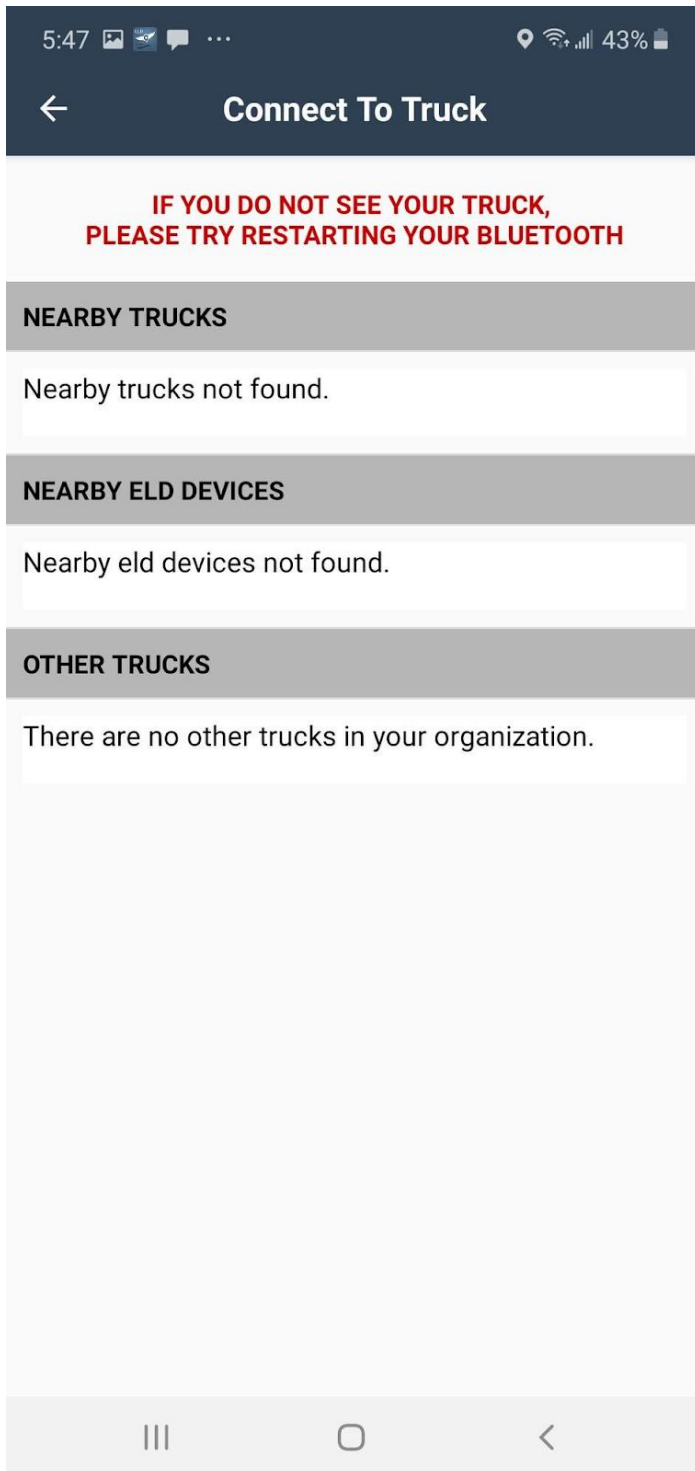 5:47 ... 43%
Connect To Truck
IF YOU DO NOT SEE YOUR TRUCK,
PLEASE TRY RESTARTING YOUR BLUETOOTH
NEARBY TRUCKS
Nearby trucks not found.
NEARBY ELD DEVICES
Nearby eld devices not found.
OTHER TRUCKS
There are no other trucks in your organization.